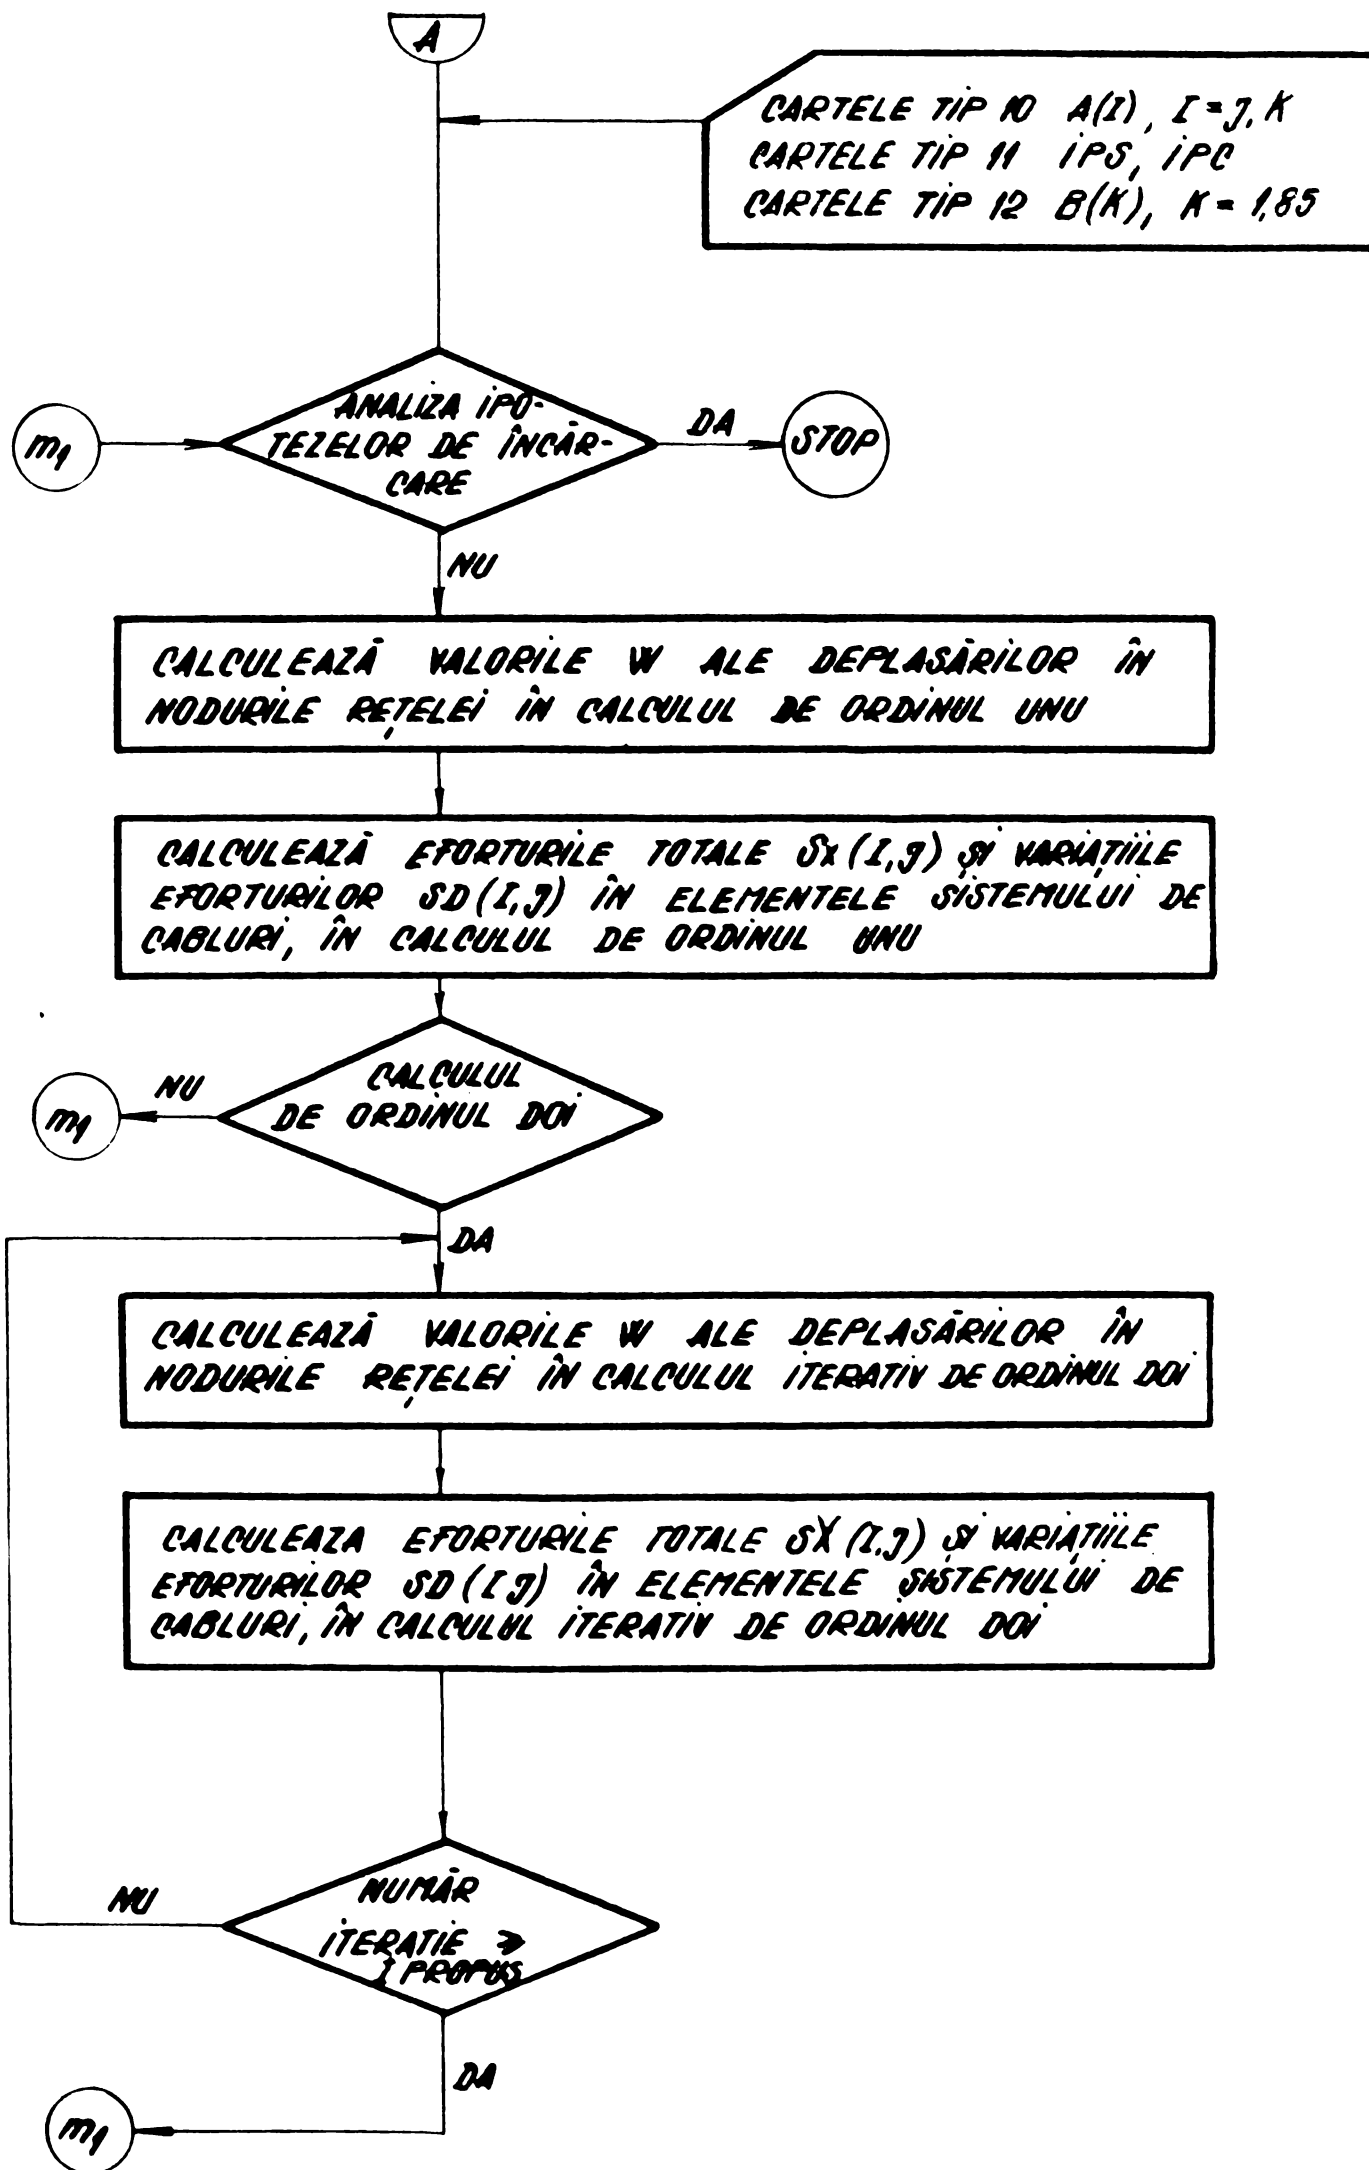 A
CARTELE TIP 10 A(I), I = J, K
CARTELE TIP 11 IPS, IPC
CARTELE TIP 12 B(K), K = 1,85
ANALIZA IPO-
TEZELOR DE ÎNCĂR-
CARE
m1
DA
STOP
NU
CALCULEAZĂ VALORILE W ALE DEPLASĂRILOR ÎN
NODURILE REȚELEI ÎN CALCULUL DE ORDINUL UNU
CALCULEAZĂ EFORTURILE TOTALE SX (I,J) ȘI VARIAȚIILE
EFORTURILOR SD (I,J) ÎN ELEMENTELE SISTEMULUI DE
CABLURI, ÎN CALCULUL DE ORDINUL UNU
CALCULUL
DE ORDINUL DOI
NU
m1
DA
CALCULEAZĂ VALORILE W ALE DEPLASĂRILOR ÎN
NODURILE REȚELEI ÎN CALCULUL ITERATIV DE ORDINUL DOI
CALCULEAZA EFORTURILE TOTALE SX (I,J) ȘI VARIAȚIILE
EFORTURILOR SD (I J) ÎN ELEMENTELE SISTEMULUI DE
CABLURI, ÎN CALCULUL ITERATIV DE ORDINUL DOI
NU
NUMĂR
ITERATIE ≥
I PROPUS
DA
m1